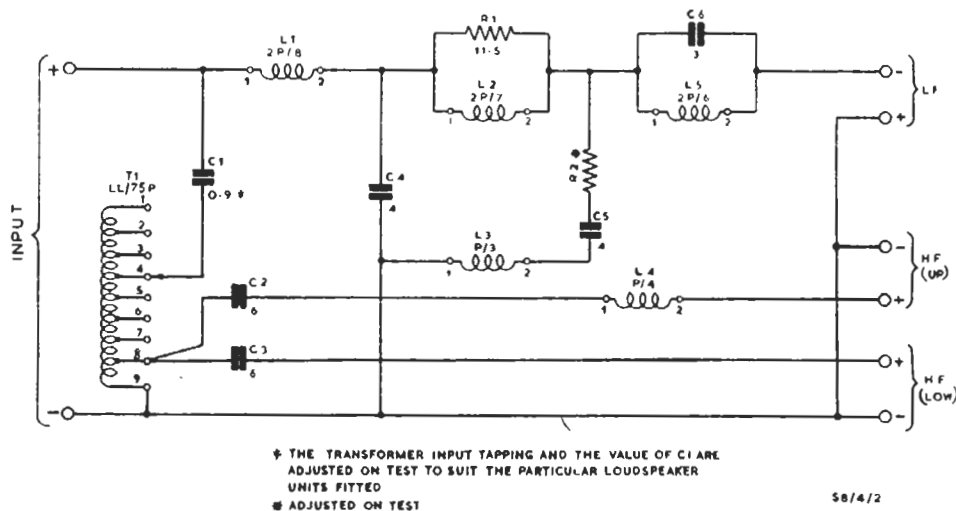 C6
R1
INPUT
L1
3
2P/8
11·5
+
-
1
2
L2
L5
LF
2P/7
2P/6
1
2
1
2
+
C1
R2*
T1
LL/75P
0·9 *
C4
1
4
C5
2
L3
4
-
3
P/3
HF
4
L4
(UP)
C2
1
2
P/4
5
+
6
6
1
2
7
C3
8
+
9
6
HF
(LOW)
-
-
THE TRANSFORMER INPUT TAPPING AND THE VALUE OF C1 ARE
ADJUSTED ON TEST TO SUIT THE PARTICULAR LOUDSPEAKER
UNITS FITTED
* ADJUSTED ON TEST
S8/4/2